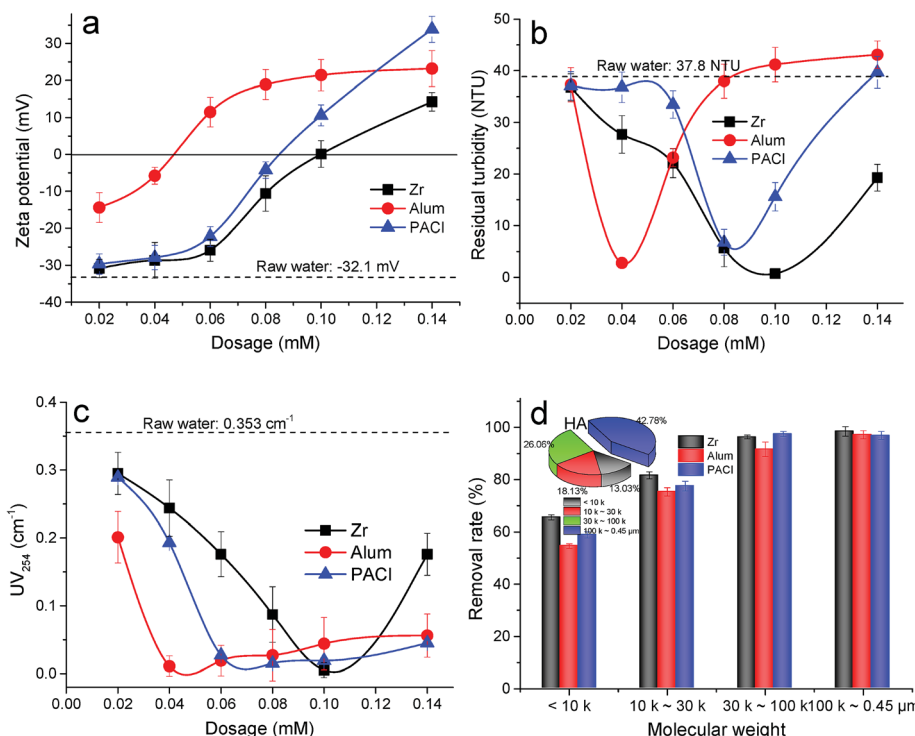 a
40
30
20
10
0
-10
-20
-30
-40
Zeta potential (mV)
Zr
Alum
PACl
Raw water: -32.1 mV
0.02 0.04 0.06 0.08 0.10 0.12 0.14
Dosage (mM)
b
50
40
30
20
10
0
Residual turbidity (NTU)
Raw water: 37.8 NTU
Zr
Alum
PACl
0.00 0.02 0.04 0.06 0.08 0.10 0.12 0.14
Dosage (mM)
c
0.4
0.3
0.2
0.1
0.0
UV254 (cm-1)
Raw water: 0.353 cm-1
Zr
Alum
PACl
0.00 0.02 0.04 0.06 0.08 0.10 0.12 0.14
Dosage (mM)
d
100
80
60
40
20
0
Removal rate (%)
HA
42.78%
26.06%
18.13%
13.03%
< 10 k
10 k ~ 30 k
30 k ~ 100 k
100 k ~ 0.45 μm
Zr
Alum
PACl
< 10 k 10 k ~ 30 k 30 k ~ 100 k 100 k ~ 0.45 μm
Molecular weight